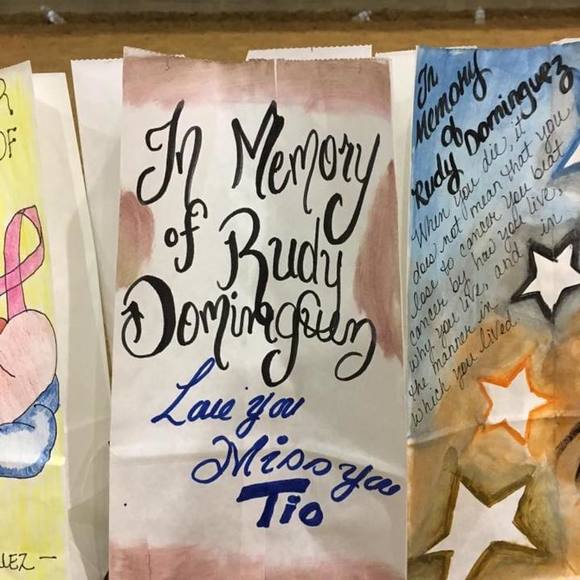 R
OF
UEZ —
In Memory
of Rudy
Dominguez
Love you
Miss you
Tio
In
Memory
of
Rudy Dominguez
When you die, it
does not mean that you
lose to cancer. You beat
cancer by how you live,
why you live, and in
the manner in
which you lived.